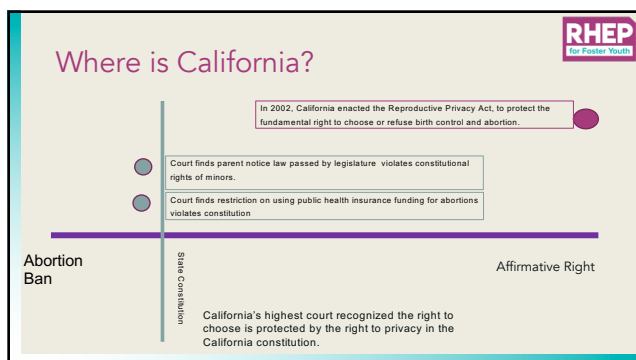 RHEP
for Foster Youth
Where is California?
In 2002, California enacted the Reproductive Privacy Act, to protect the
fundamental right to choose or refuse birth control and abortion.
Court finds parent notice law passed by legislature violates constitutional
rights of minors.
Court finds restriction on using public health insurance funding for abortions
violates constitution
Abortion
Ban
State Constitution
Affirmative Right
California's highest court recognized the right to
choose is protected by the right to privacy in the
California constitution.